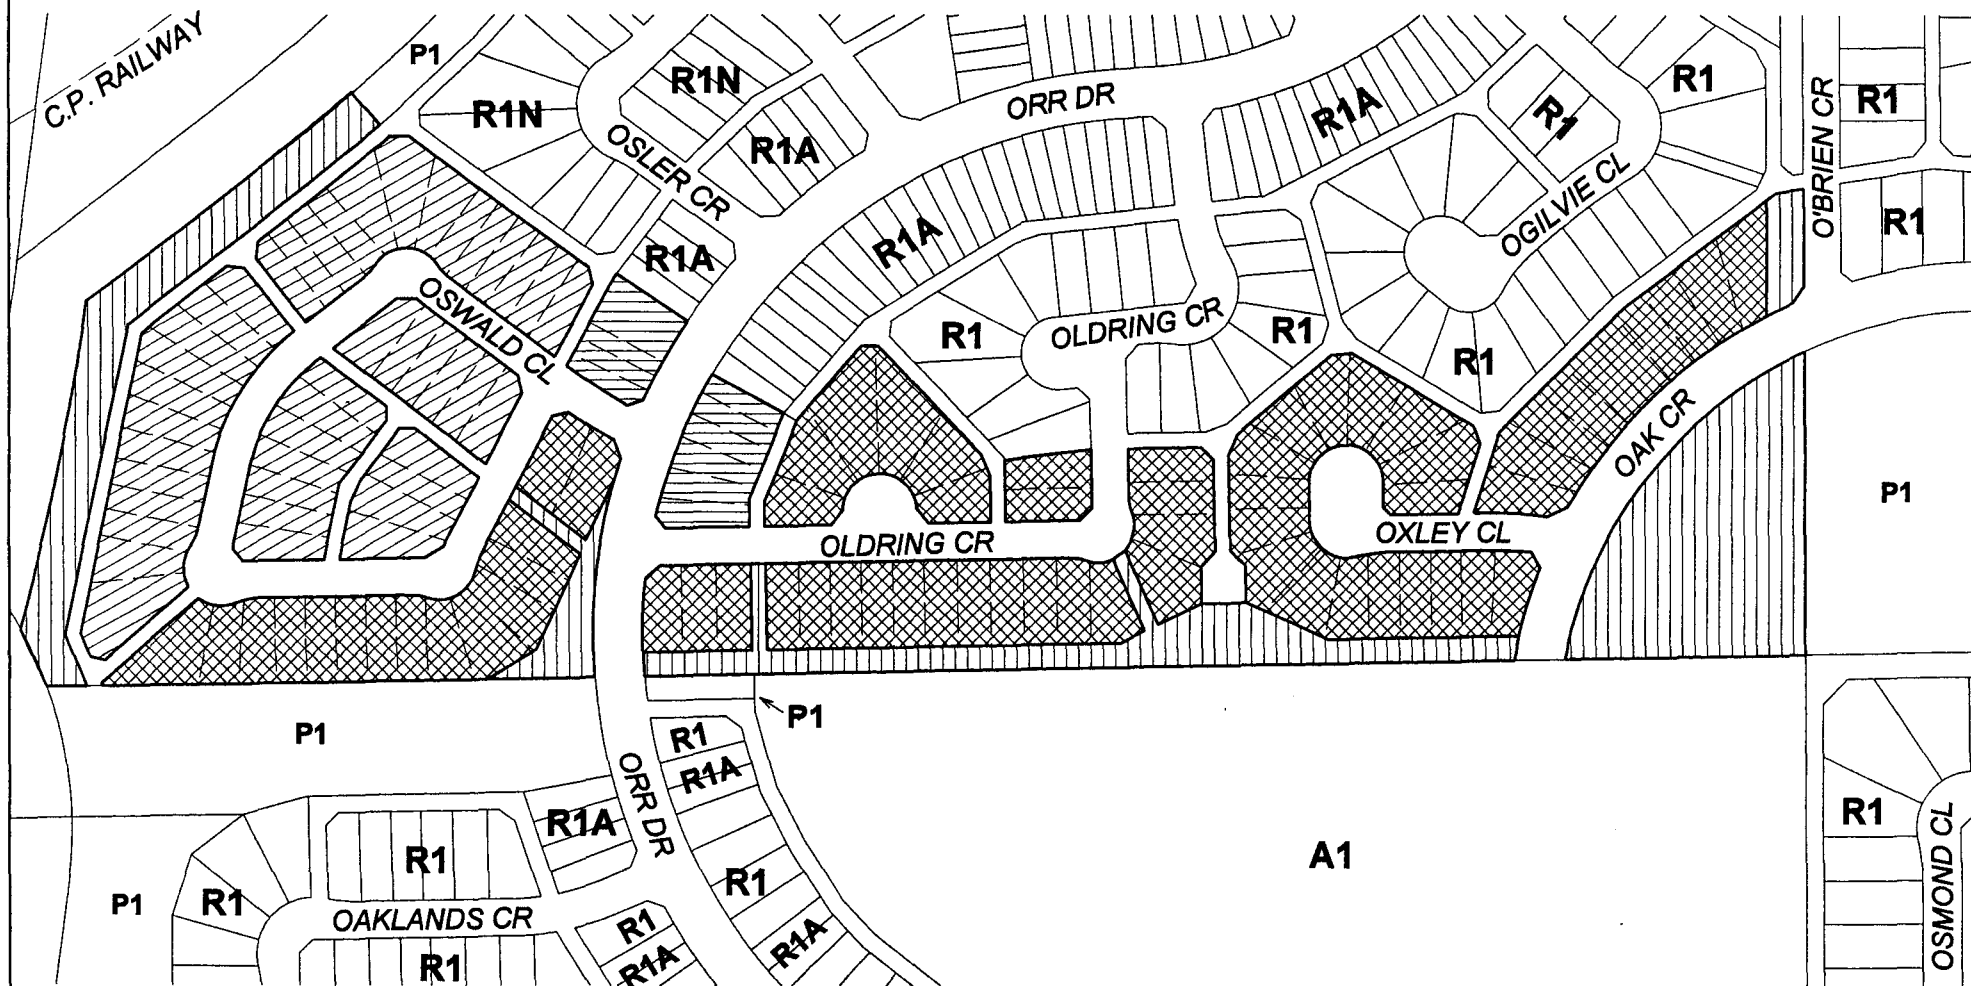 C.P. RAILWAY
P1
R1N
R1N
R1A
OSLER CR
R1A
ORR DR
R1A
R1A
R1
R1
O'BRIEN CR
R1
R1
OGILVIE CL
OSWALD CL
R1
OLDRING CR
R1
R1
OAK CR
P1
OLDRING CR
OXLEY CL
P1
P1
R1
R1A
ORR DR
R1A
R1
R1
P1
R1
OAKLANDS CR
R1
R1A
R1
R1A
A1
R1
OSMOND CL